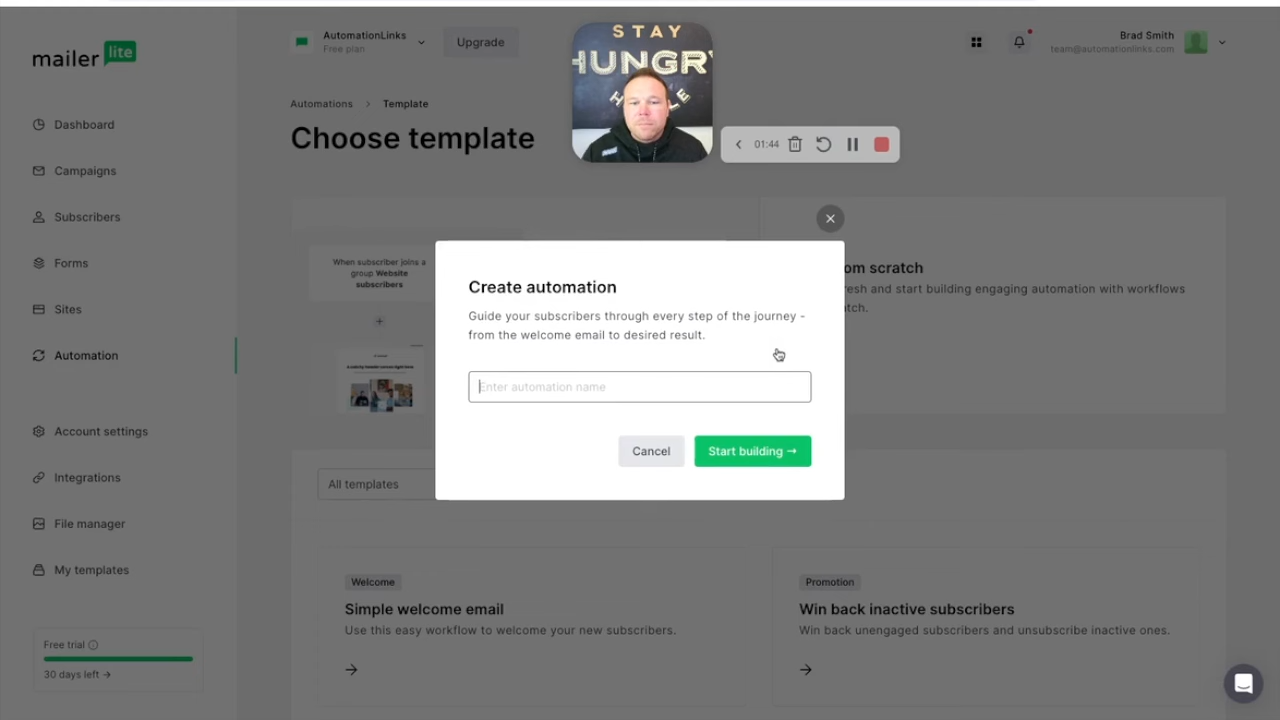 mailer lite
AutomationLinks
Free plan
Upgrade
STAY
HUNGRY
Brad Smith
team@automationlinks.com
Automations > Template
Choose template
01:44
Dashboard
Campaigns
Subscribers
Forms
Sites
Automation
Account settings
Integrations
File manager
My templates
Free trial
30 days left →
When subscriber joins a
group Website
subscribers
om scratch
resh and start building engaging automation with workflows
atch.
Create automation
Guide your subscribers through every step of the journey -
from the welcome email to desired result.
Enter automation name
Cancel
Start building →
All templates
Welcome
Simple welcome email
Use this easy workflow to welcome your new subscribers.
Promotion
Win back inactive subscribers
Win back unengaged subscribers and unsubscribe inactive ones.